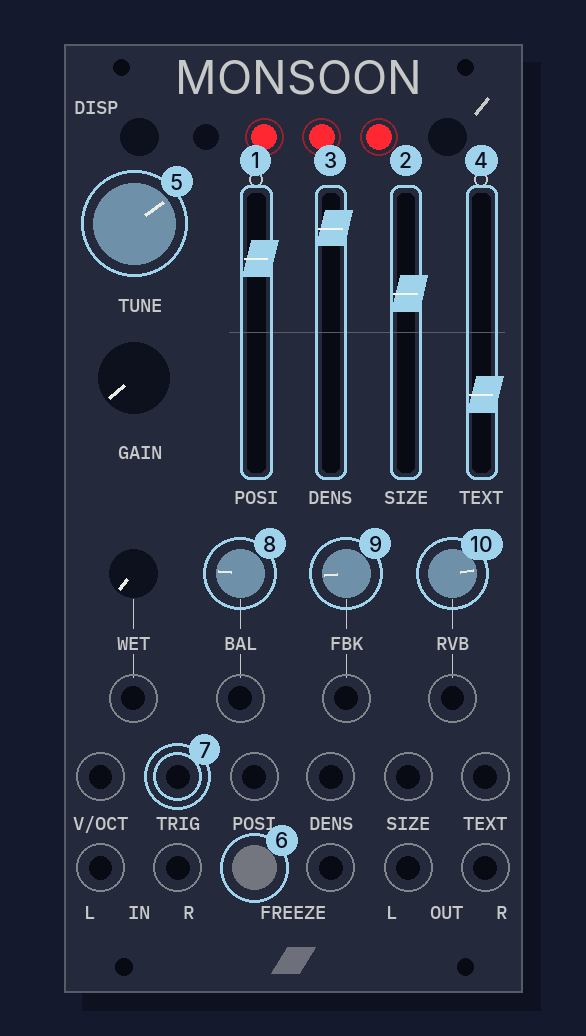 MONSOON
DISP
1 3 2 4
5
TUNE
GAIN
POSI DENS SIZE TEXT
8 9 10
WET BAL FBK RVB
7
V/OCT TRIG POSI DENS SIZE TEXT
6
L IN R FREEZE L OUT R